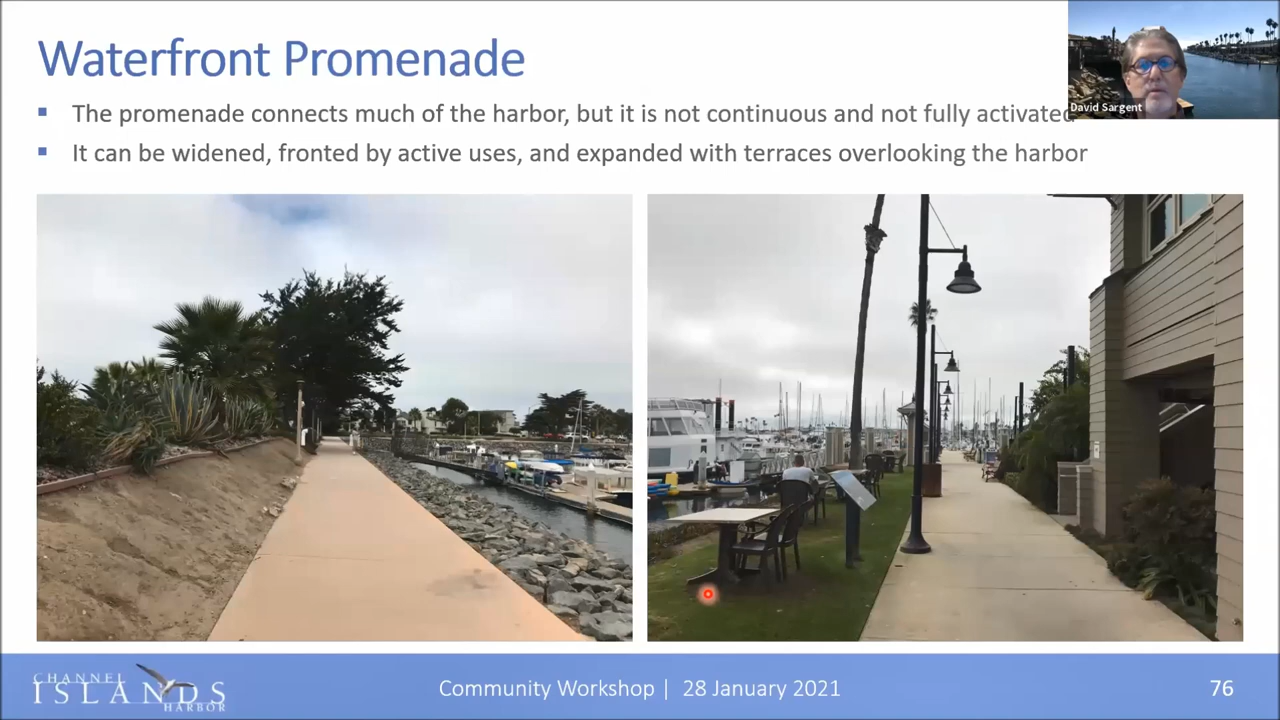 Waterfront Promenade
The promenade connects much of the harbor, but it is not continuous and not fully activated
It can be widened, fronted by active uses, and expanded with terraces overlooking the harbor
David Sargent
CHANNEL
ISLANDS
HARBOR
Community Workshop | 28 January 2021
76